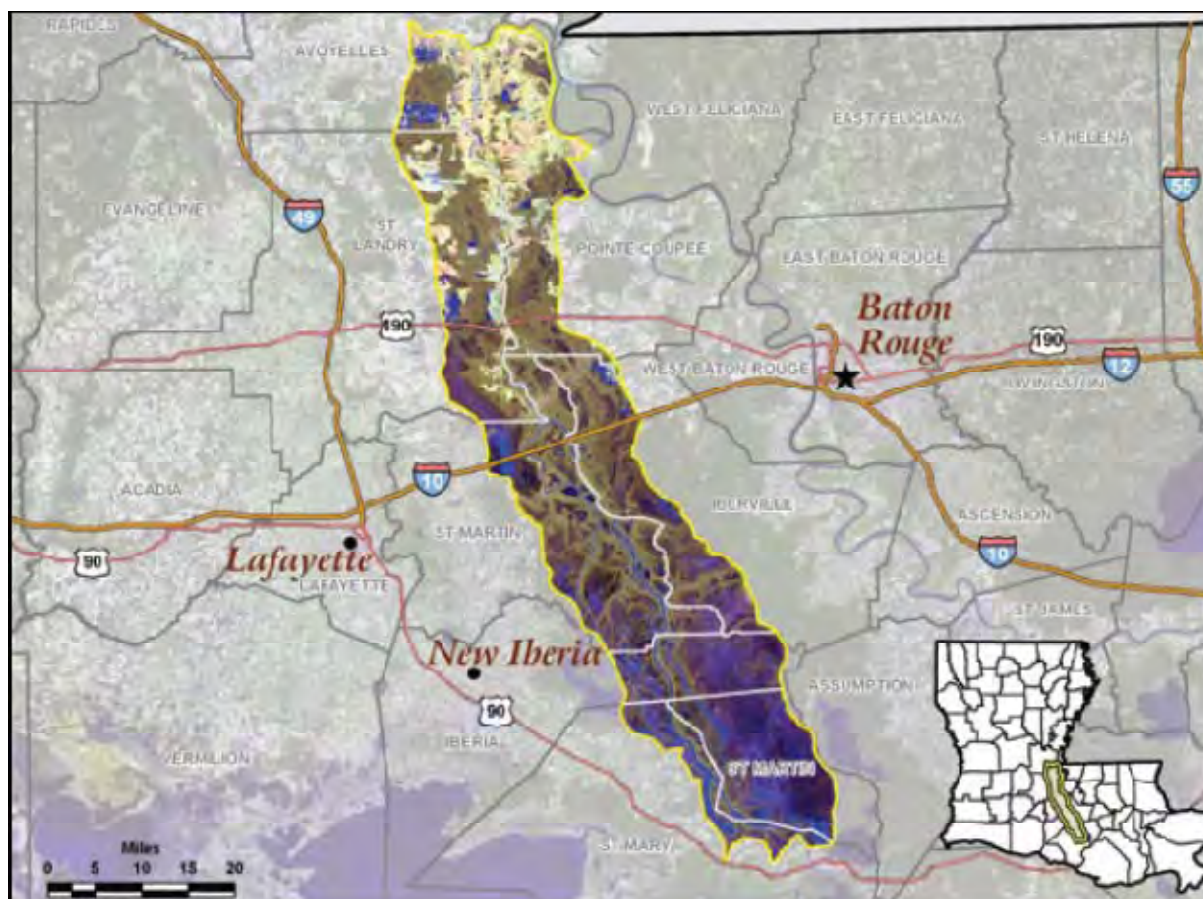 RAPIDES
AVOYELLES
WEST FELICIANA
EAST FELICIANA
ST HELENA
55
EVANGELINE
49
ST
LANDRY
POINTE COUPEE
EAST BATON ROUGE
Baton
Rouge
190
190
WEST BATON ROUGE
12
LIVINGSTON
10
ACADIA
ST MARTIN
IBERVILLE
ASCENSION
90
Lafayette
LAFAYETTE
10
ST JAMES
New Iberia
ASSUMPTION
90
IBERIA
VERMILION
ST MARTIN
ST MARY
Miles
0 5 10 15 20